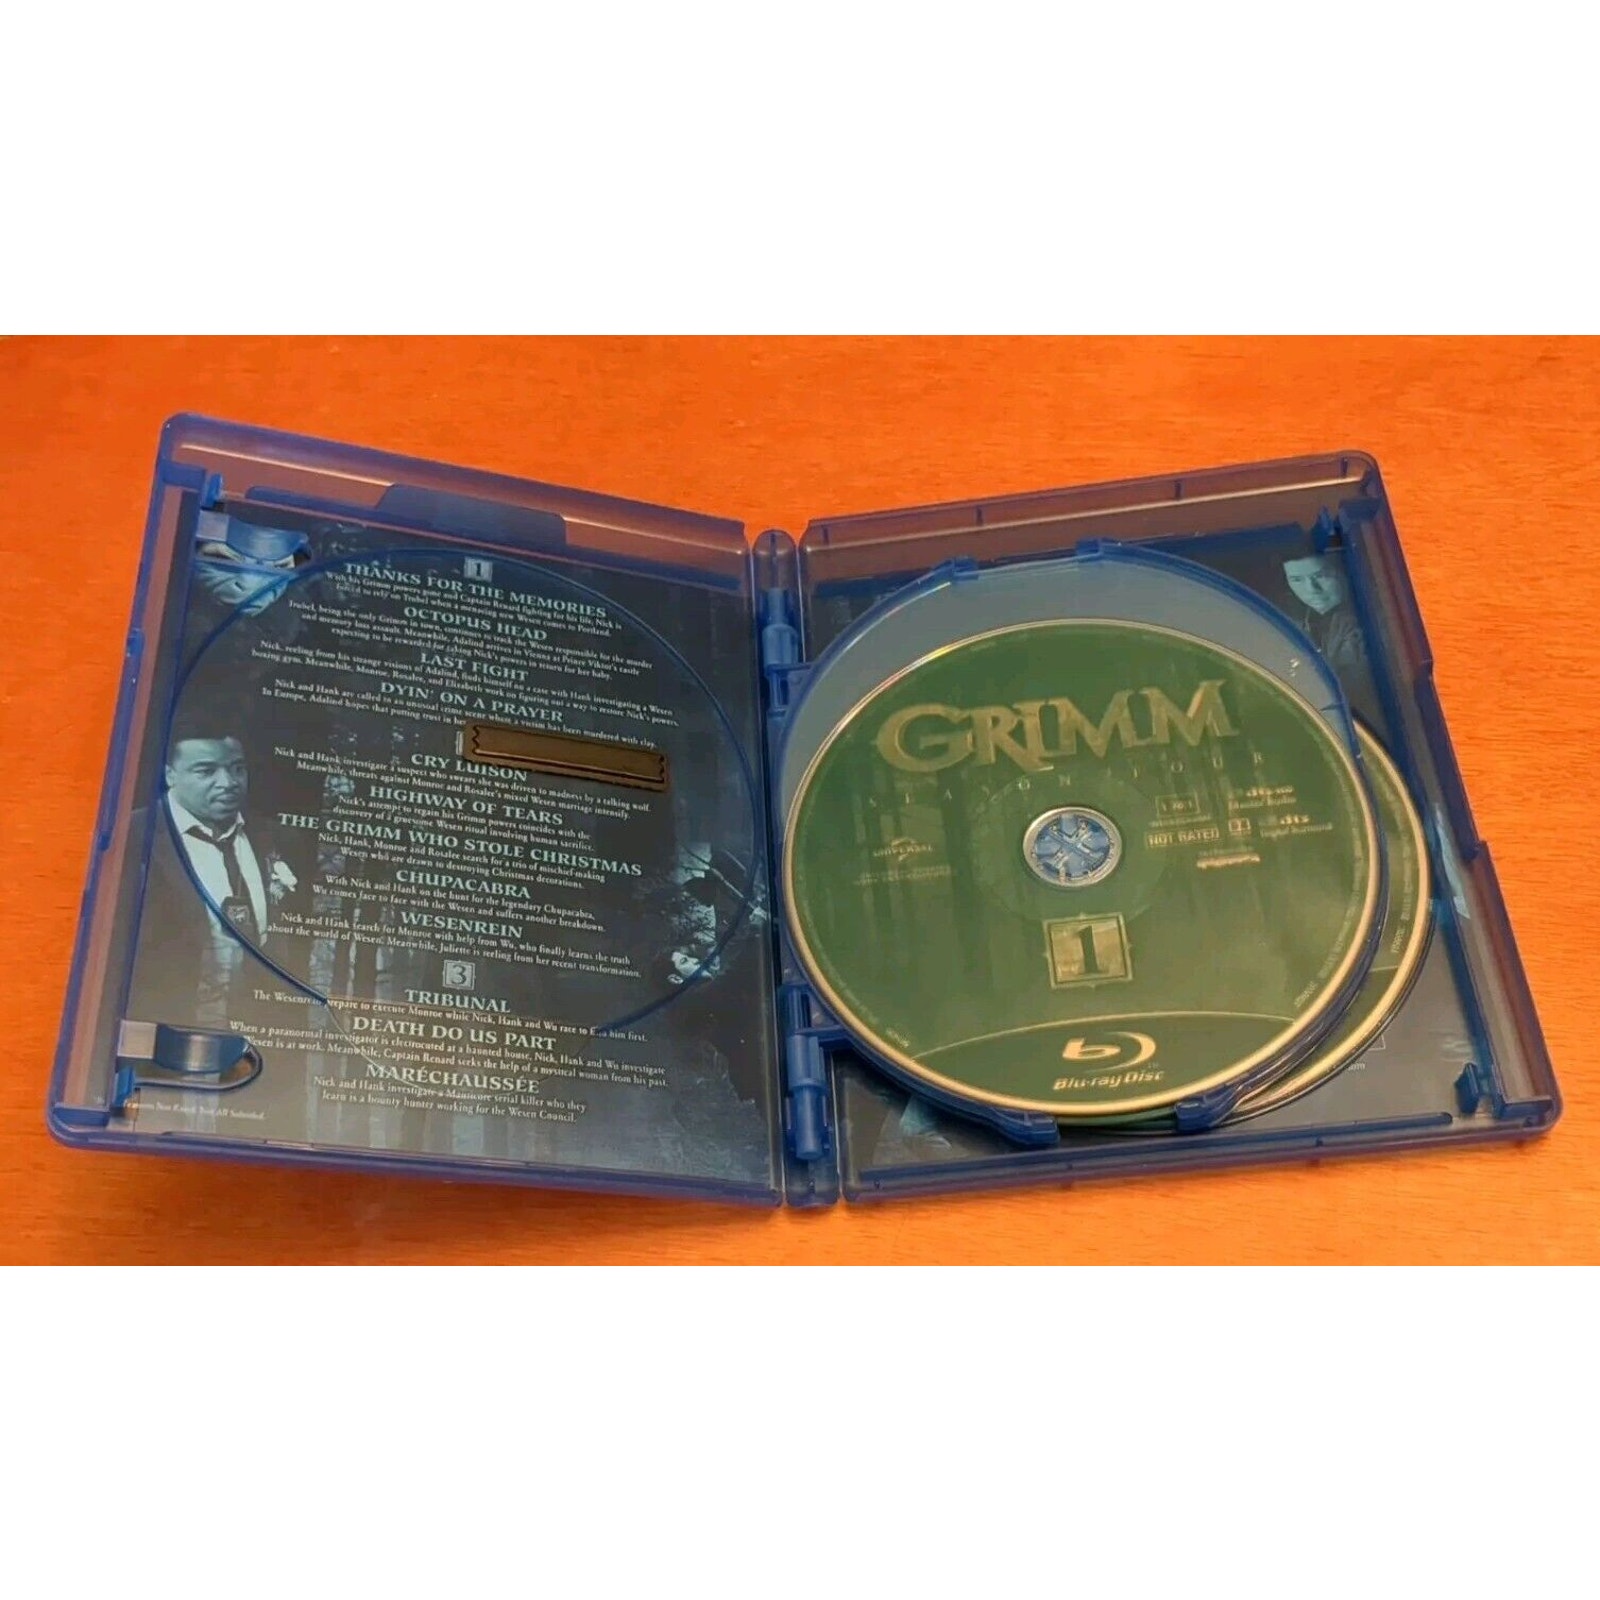 1
THANKS FOR THE MEMORIES
With his Grimm powers gone and Captain Renard fighting for his life, Nick is
forced to rely on Trubel when a menacing new Wesen comes to Portland.
OCTOPUS HEAD
Trubel, being the only Grimm in town, continues to track the Wesen responsible for the murder
and memory loss assault. Meanwhile, Adalind arrives in Vienna at Prince Viktor's castle
expecting to be rewarded for taking Nick's powers in return for her baby.
LAST FIGHT
Nick, reeling from his strange visions of Adalind, finds himself on a case with Hank investigating a Wesen
boxing gym. Meanwhile, Monroe, Rosalee, and Elizabeth work on figuring out a way to restore Nick's powers.
DYIN' ON A PRAYER
Nick and Hank are called to an unusual crime scene where a victim has been murdered with clay.
In Europe, Adalind hopes that putting trust in her
CRY LUISON
Nick and Hank investigate a suspect who swears she was driven to madness by a talking wolf.
Meanwhile, threats against Monroe and Rosalee's mixed Wesen marriage intensify.
HIGHWAY OF TEARS
Nick's attempt to regain his Grimm powers coincides with the
discovery of a gruesome Wesen ritual involving human sacrifice.
THE GRIMM WHO STOLE CHRISTMAS
Nick, Hank, Monroe and Rosalee search for a trio of mischief-making
Wesen who are drawn to destroying Christmas decorations.
CHUPACABRA
With Nick and Hank on the hunt for the legendary Chupacabra,
Wu comes face to face with the Wesen and suffers another breakdown.
WESENREIN
Nick and Hank search for Monroe with help from Wu, who finally learns the truth
about the world of Wesen. Meanwhile, Juliette is reeling from her recent transformation.
3
TRIBUNAL
The Wesenrein prepare to execute Monroe while Nick, Hank and Wu race to find him first.
DEATH DO US PART
When a paranormal investigator is electrocuted at a haunted house, Nick, Hank and Wu investigate
Wesen is at work. Meanwhile, Captain Renard seeks the help of a mystical woman from his past.
MARÉCHAUSSÉE
Nick and Hank investigate a Manticore serial killer who they
learn is a bounty hunter working for the Wesen Council.
Not Rated. Not All Subtitled.
GRIMM
SEASON FOUR
UNIVERSAL
NOT RATED
dts-HD
Master Audio
dts
Digital Surround
1
Blu-ray Disc